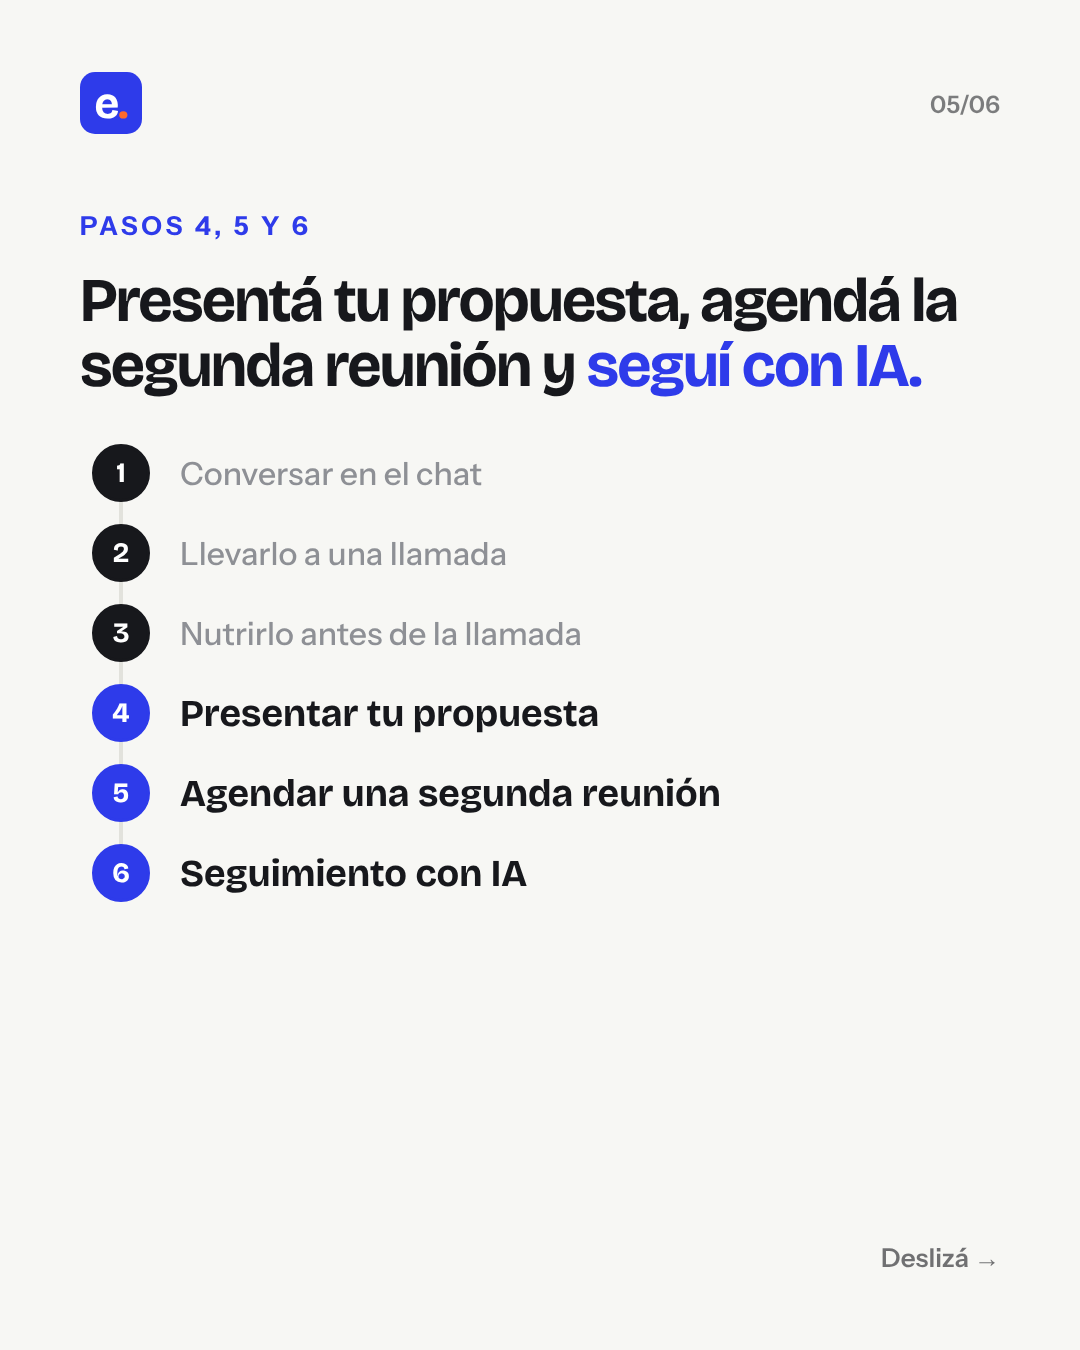 e.
05/06
PASOS 4, 5 Y 6
Presentá tu propuesta, agendá la
segunda reunión y seguí con IA.
1 Conversar en el chat
2 Llevarlo a una llamada
3 Nutrirlo antes de la llamada
4 Presentar tu propuesta
5 Agendar una segunda reunión
6 Seguimiento con IA
Deslizá →